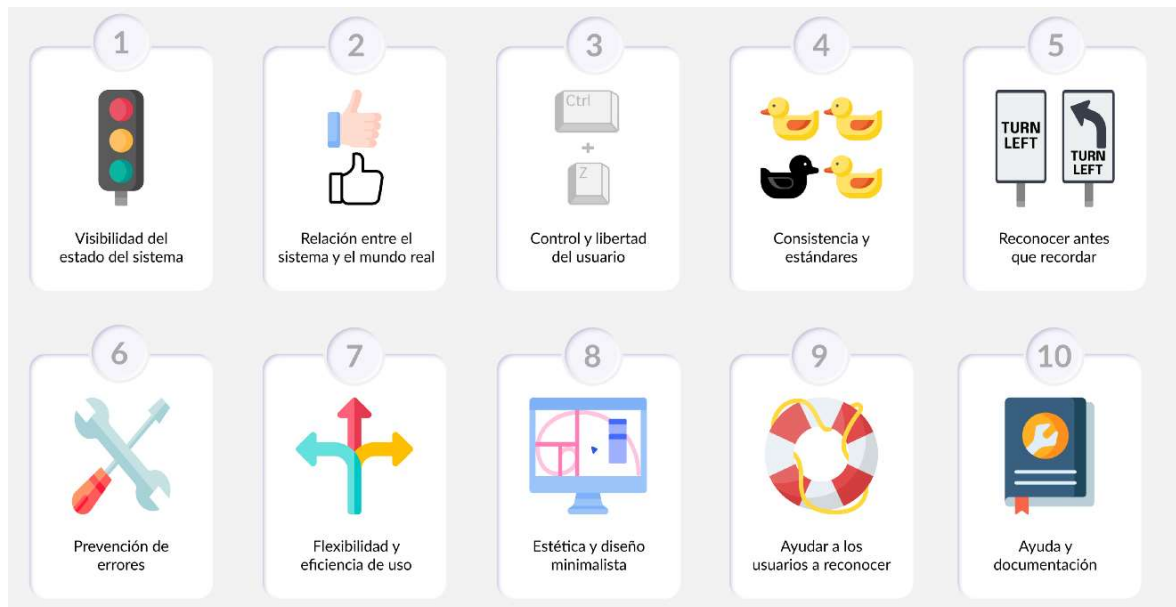 1
2
3
4
5
Ctrl
+
Z
TURN
LEFT
TURN
LEFT
Visibilidad del
estado del sistema
Relación entre el
sistema y el mundo real
Control y libertad
del usuario
Consistencia y
estándares
Reconocer antes
que recordar
6
7
8
9
10
Prevención de
errores
Flexibilidad y
eficiencia de uso
Estética y diseño
minimalista
Ayudar a los
usuarios a reconocer
Ayuda y
documentación